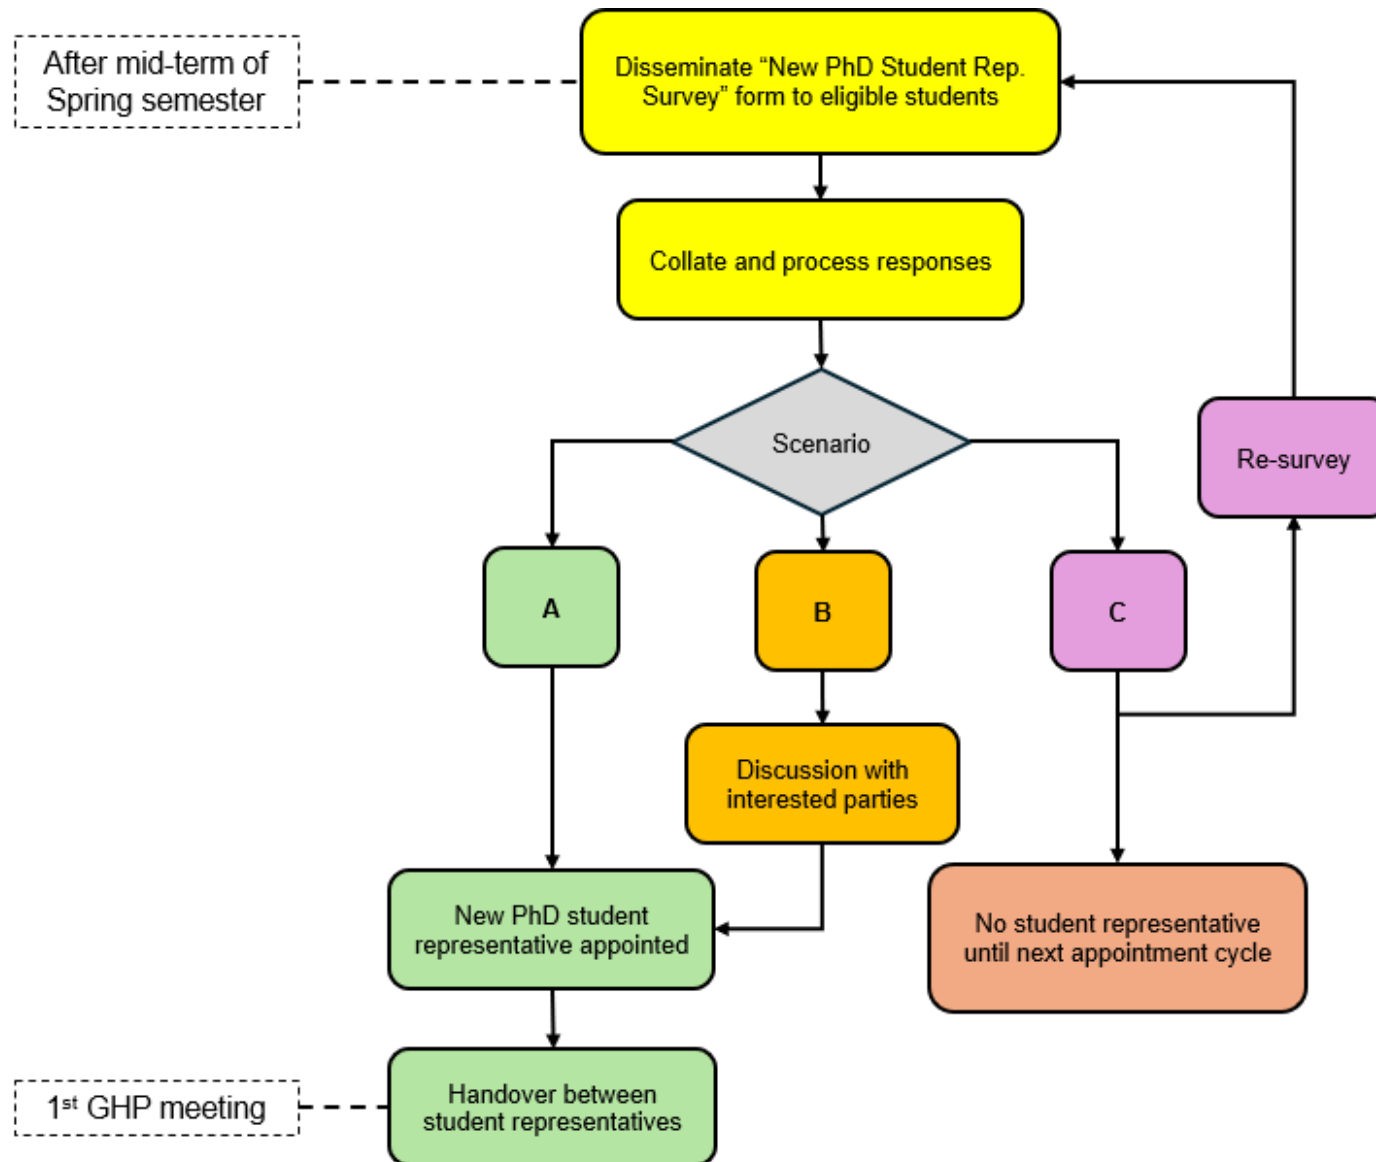 After mid-term of
Spring semester
Disseminate “New PhD Student Rep.
Survey” form to eligible students
Collate and process responses
Scenario
Re-survey
A
B
C
Discussion with
interested parties
New PhD student
representative appointed
No student representative
until next appointment cycle
1st GHP meeting
Handover between
student representatives